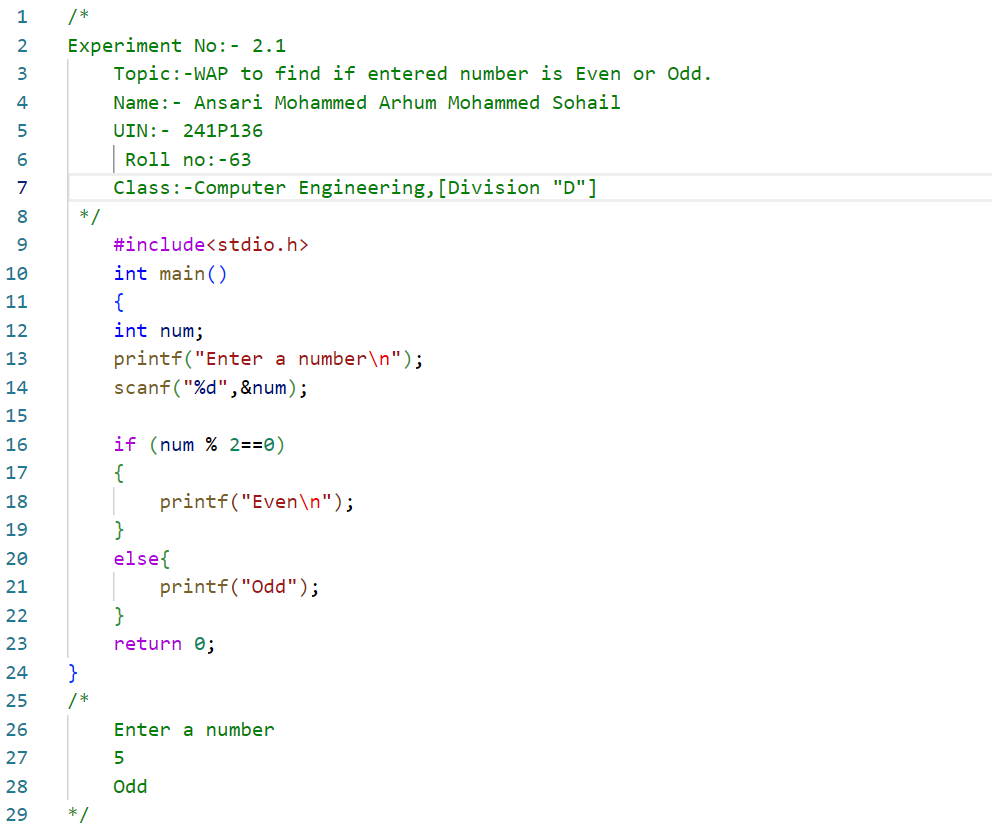 1 /*
2 Experiment No:- 2.1
3 Topic:-WAP to find if entered number is Even or Odd.
4 Name:- Ansari Mohammed Arhum Mohammed Sohail
5 UIN:- 241P136
6 Roll no:-63
7 Class:-Computer Engineering,[Division "D"]
8 */
9 #include<stdio.h>
10 int main()
11 {
12 int num;
13 printf("Enter a number\n");
14 scanf("%d",&num);
15
16 if (num % 2==0)
17 {
18 printf("Even\n");
19 }
20 else{
21 printf("Odd");
22 }
23 return 0;
24 }
25 /*
26 Enter a number
27 5
28 Odd
29 */